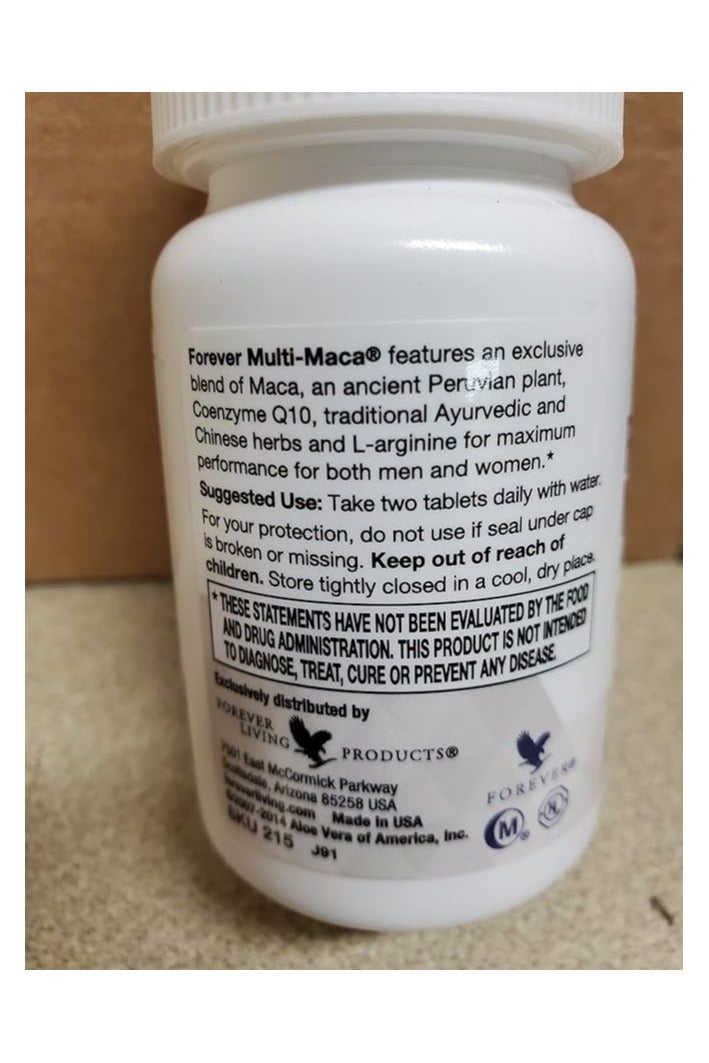 Forever Multi-Maca® features an exclusive
blend of Maca, an ancient Peruvian plant,
Coenzyme Q10, traditional Ayurvedic and
Chinese herbs and L-arginine for maximum
performance for both men and women.*
Suggested Use: Take two tablets daily with water.
For your protection, do not use if seal under cap
is broken or missing. Keep out of reach of
children. Store tightly closed in a cool, dry place.
*THESE STATEMENTS HAVE NOT BEEN EVALUATED BY THE FOOD
AND DRUG ADMINISTRATION. THIS PRODUCT IS NOT INTENDED
TO DIAGNOSE, TREAT, CURE OR PREVENT ANY DISEASE.
Exclusively distributed by
FOREVER
LIVING
PRODUCTS®
7501 East McCormick Parkway
Scottsdale, Arizona 85258 USA
foreverliving.com Made in USA
©2007-2014 Aloe Vera of America, Inc.
SKU 215 J91
FOREVER®
M®